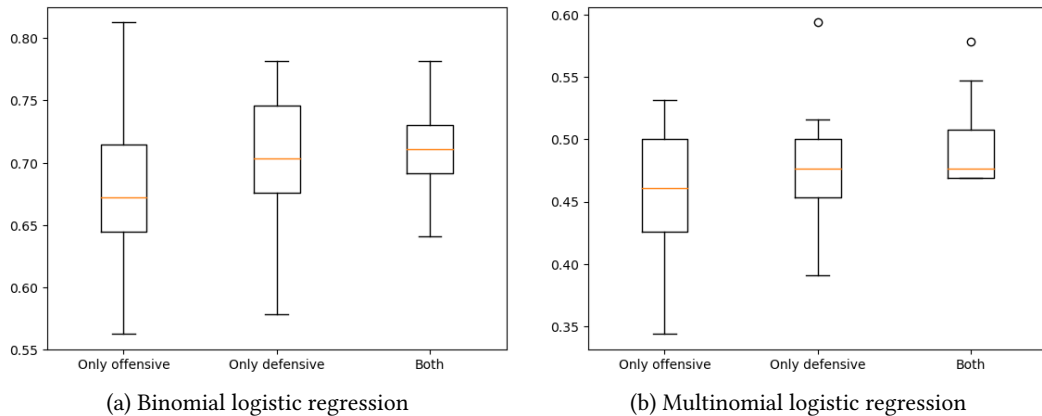 0.80
0.75
0.70
0.65
0.60
0.55
Only offensive
Only defensive
Both
(a) Binomial logistic regression
0.60
0.55
0.50
0.45
0.40
0.35
Only offensive
Only defensive
Both
(b) Multinomial logistic regression